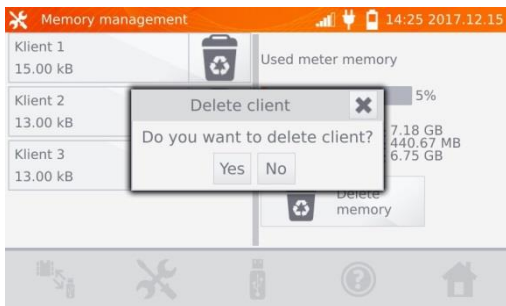 Memory management
14:25 2017.12.15
Klient 1
15.00 kB
Klient 2
13.00 kB
Klient 3
13.00 kB
Used meter memory
5%
7.18 GB
440.67 MB
6.75 GB
Delete
memory
Delete client
Do you want to delete client?
Yes No